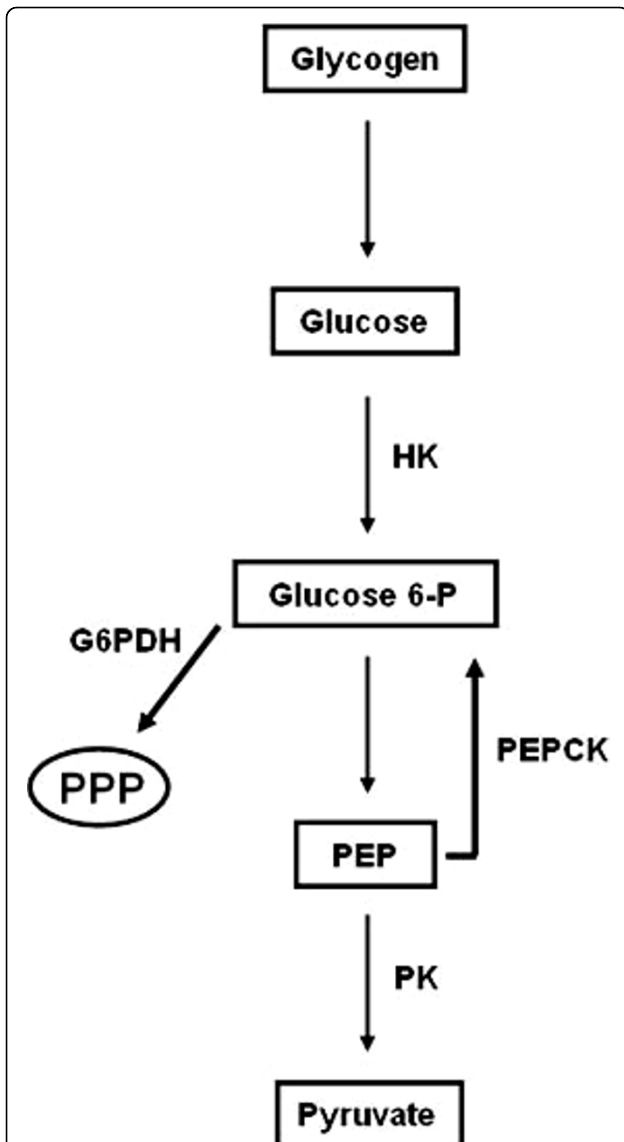 Glycogen
Glucose
HK
Glucose 6-P
G6PDH
PPP
PEPCK
PEP
PK
Pyruvate